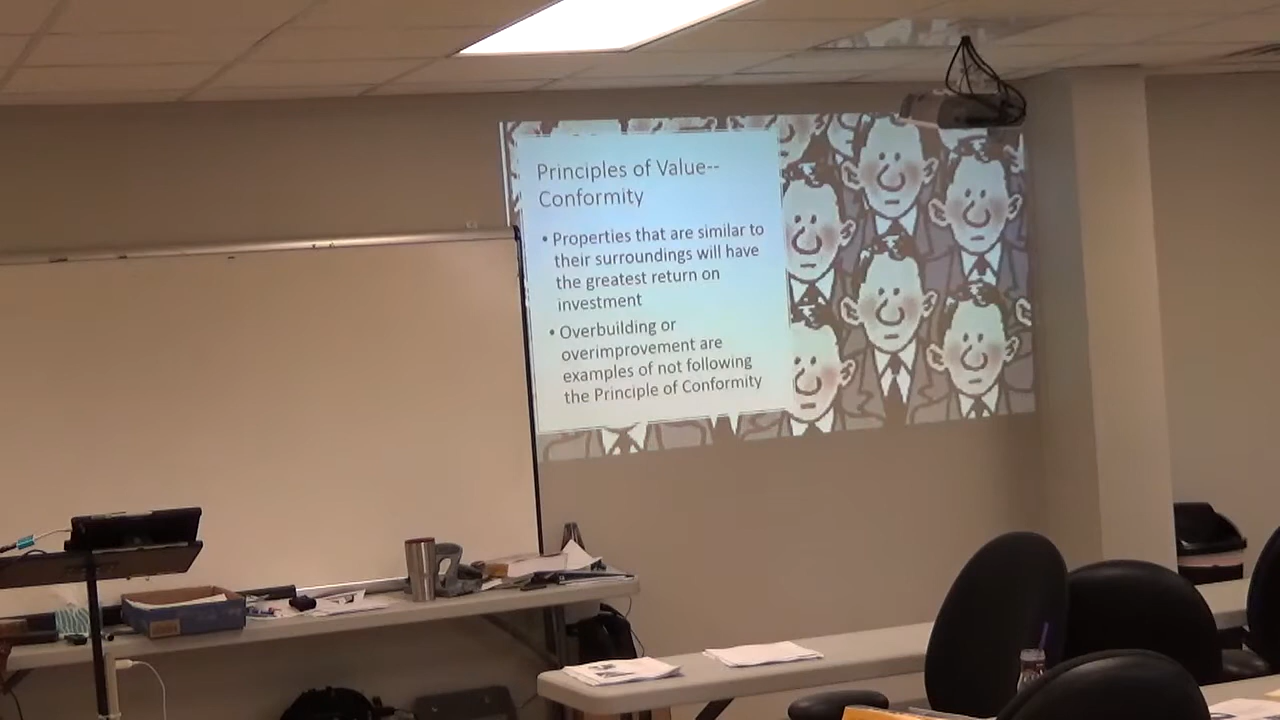 Principles of Value--
Conformity
• Properties that are similar to
their surroundings will have
the greatest return on
investment
• Overbuilding or
overimprovement are
examples of not following
the Principle of Conformity